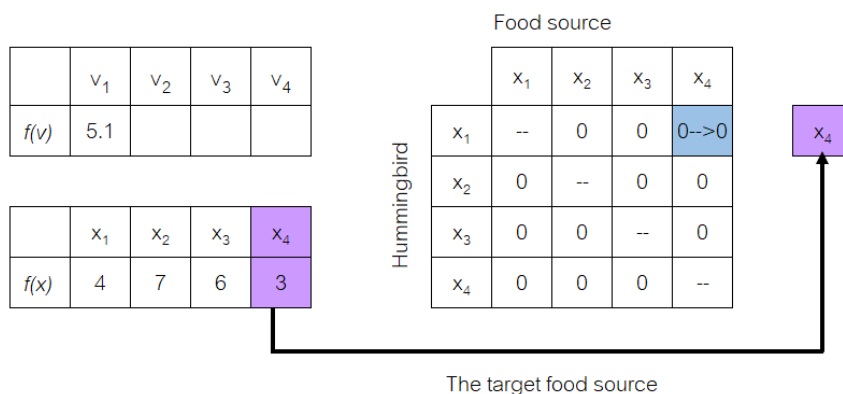 Food source
v1 v2 v3 v4
f(v) 5.1
x1 x2 x3 x4
f(x) 4 7 6 3
Hummingbird
x1 x2 x3 x4
x1 -- 0 0 0-->0
x2 0 -- 0 0
x3 0 0 -- 0
x4 0 0 0 --
x4
The target food source